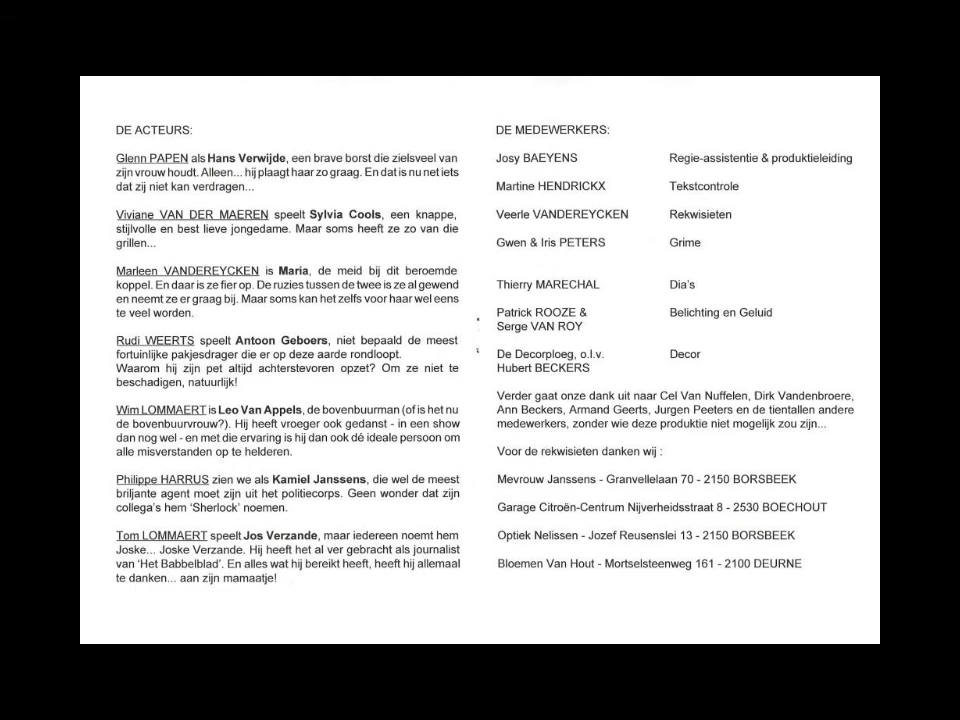 DE ACTEURS:
Glenn PAPEN als Hans Verwijde, een brave borst die zielsveel van
zijn vrouw houdt. Alleen... hij plaagt haar zo graag. En dat is nu net iets
dat zij niet kan verdragen...
Viviane VAN DER MAEREN speelt Sylvia Cools, een knappe,
stijlvolle en best lieve jongedame. Maar soms heeft ze zo van die
grillen...
Marleen VANDEREYCKEN is Maria, de meid bij dit beroemde
koppel. En daar is ze fier op. De ruzies tussen de twee is ze al gewend
en neemt ze er graag bij. Maar soms kan het zelfs voor haar wel eens
te veel worden.
Rudi WEERTS speelt Antoon Geboers, niet bepaald de meest
fortuinlijke pakjesdrager die er op deze aarde rondloopt.
Waarom hij zijn pet altijd achterstevoren opzet? Om ze niet te
beschadigen, natuurlijk!
Wim LOMMAERT is Leo Van Appels, de bovenbuurman (of is het nu
de bovenbuurvrouw?). Hij heeft vroeger ook gedanst - in een show
dan nog wel - en met die ervaring is hij dan ook dé ideale persoon om
alle misverstanden op te helderen.
Philippe HARRUS zien we als Kamiel Janssens, die wel de meest
briljante agent moet zijn uit het politiecorps. Geen wonder dat zijn
collega's hem 'Sherlock' noemen.
Tom LOMMAERT speelt Jos Verzande, maar iedereen noemt hem
Joske... Joske Verzande. Hij heeft het al ver gebracht als journalist
van 'Het Babbelblad'. En alles wat hij bereikt heeft, heeft hij allemaal
te danken... aan zijn mamaatje!
DE MEDEWERKERS:
Josy BAEYENS Regie-assistentie & produktieleiding
Martine HENDRICKX Tekstcontrole
Veerle VANDEREYCKEN Rekwisieten
Gwen & Iris PETERS Grime
Thierry MARECHAL Dia's
Patrick ROOZE & Belichting en Geluid
Serge VAN ROY
De Decorploeg, o.l.v. Decor
Hubert BECKERS
Verder gaat onze dank uit naar Cel Van Nuffelen, Dirk Vandenbroere,
Ann Beckers, Armand Geerts, Jurgen Peeters en de tientallen andere
medewerkers, zonder wie deze produktie niet mogelijk zou zijn...
Voor de rekwisieten danken wij :
Mevrouw Janssens - Granvellelaan 70 - 2150 BORSBEEK
Garage Citroën-Centrum Nijverheidsstraat 8 - 2530 BOECHOUT
Optiek Nelissen - Jozef Reusenslei 13 - 2150 BORSBEEK
Bloemen Van Hout - Mortselsteenweg 161 - 2100 DEURNE